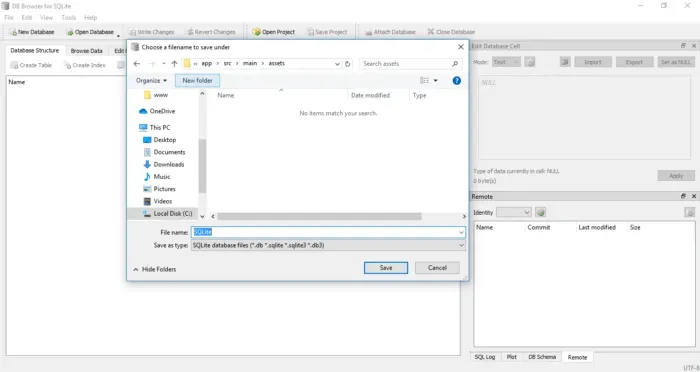 DB Browser for SQLite
File Edit View Tools Help
New Database Open Database Write Changes Revert Changes Open Project Save Project Attach Database Close Database
Database Structure Browse Data Edit
Create Table Create Index
Name
Choose a filename to save under
« app › src › main › assets Search assets
Organize New folder
Name Date modified Type
No items match your search.
www
OneDrive
This PC
Desktop
Documents
Downloads
Music
Pictures
Videos
Local Disk (C:)
File name: SQLite
Save as type: SQLite database files (*.db *.sqlite *.sqlite3 *.db3)
Hide Folders Save Cancel
Edit Database Cell
Mode: Text Import Export Set as NULL
NULL
Type of data currently in cell: NULL
0 byte(s)
Apply
Remote
Identity
Name Commit Last modified Size
SQL Log Plot DB Schema Remote
UTF-8